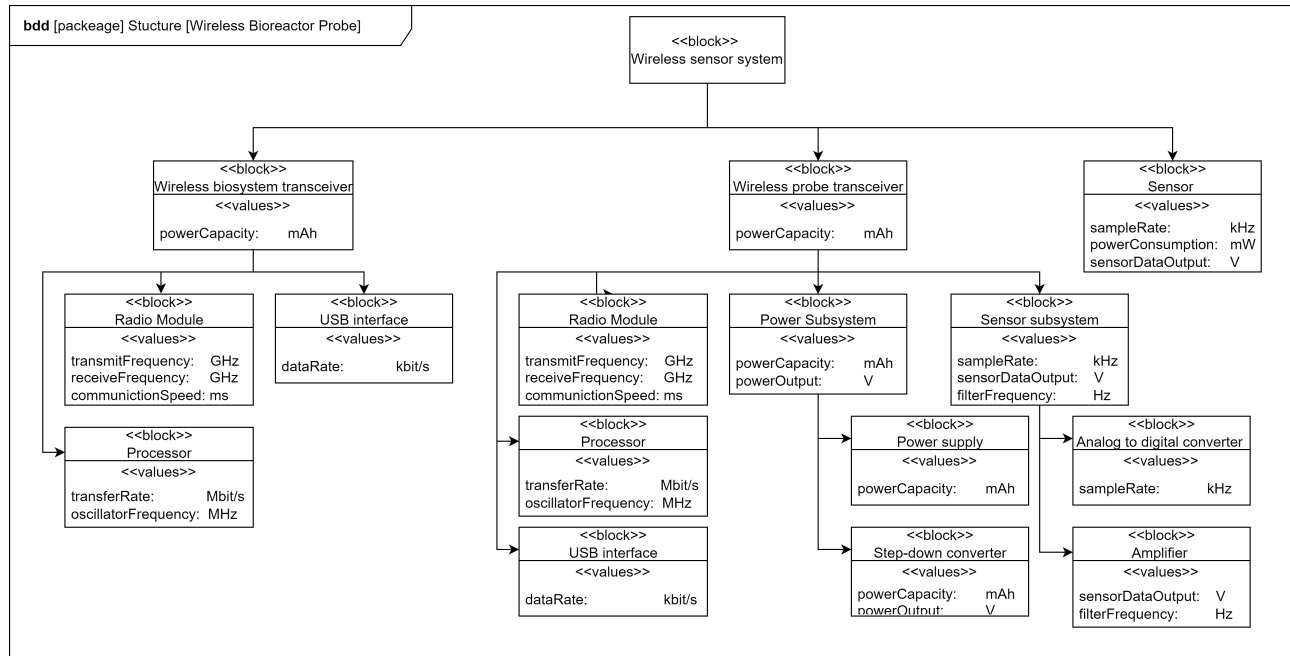 bdd [packeage] Stucture [Wireless Bioreactor Probe]
<<block>>
Wireless sensor system
<<block>>
Wireless biosystem transceiver
<<values>>
powerCapacity: mAh
<<block>>
Wireless probe transceiver
<<values>>
powerCapacity: mAh
<<block>>
Sensor
<<values>>
sampleRate: kHz
powerConsumption: mW
sensorDataOutput: V
<<block>>
Radio Module
<<values>>
transmitFrequency: GHz
receiveFrequency: GHz
communictionSpeed: ms
<<block>>
USB interface
<<values>>
dataRate: kbit/s
<<block>>
Processor
<<values>>
transferRate: Mbit/s
oscillatorFrequency: MHz
<<block>>
Radio Module
<<values>>
transmitFrequency: GHz
receiveFrequency: GHz
communictionSpeed: ms
<<block>>
Processor
<<values>>
transferRate: Mbit/s
oscillatorFrequency: MHz
<<block>>
USB interface
<<values>>
dataRate: kbit/s
<<block>>
Power Subsystem
<<values>>
powerCapacity: mAh
powerOutput: V
<<block>>
Power supply
<<values>>
powerCapacity: mAh
<<block>>
Step-down converter
<<values>>
powerCapacity: mAh
powerOutput: V
<<block>>
Sensor subsystem
<<values>>
sampleRate: kHz
sensorDataOutput: V
filterFrequency: Hz
<<block>>
Analog to digital converter
<<values>>
sampleRate: kHz
<<block>>
Amplifier
<<values>>
sensorDataOutput: V
filterFrequency: Hz